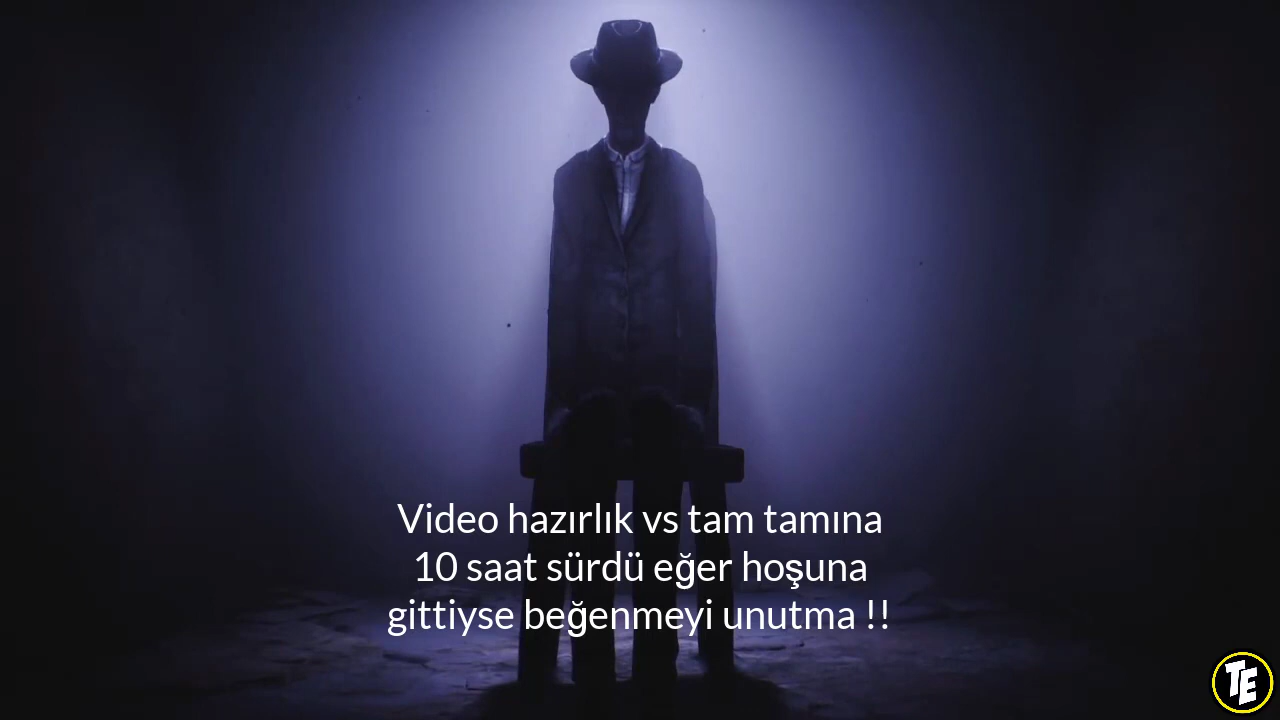 Video hazırlık vs tam tamına
10 saat sürdü eğer hoşuna
gittiyse beğenmeyi unutma !!
TE